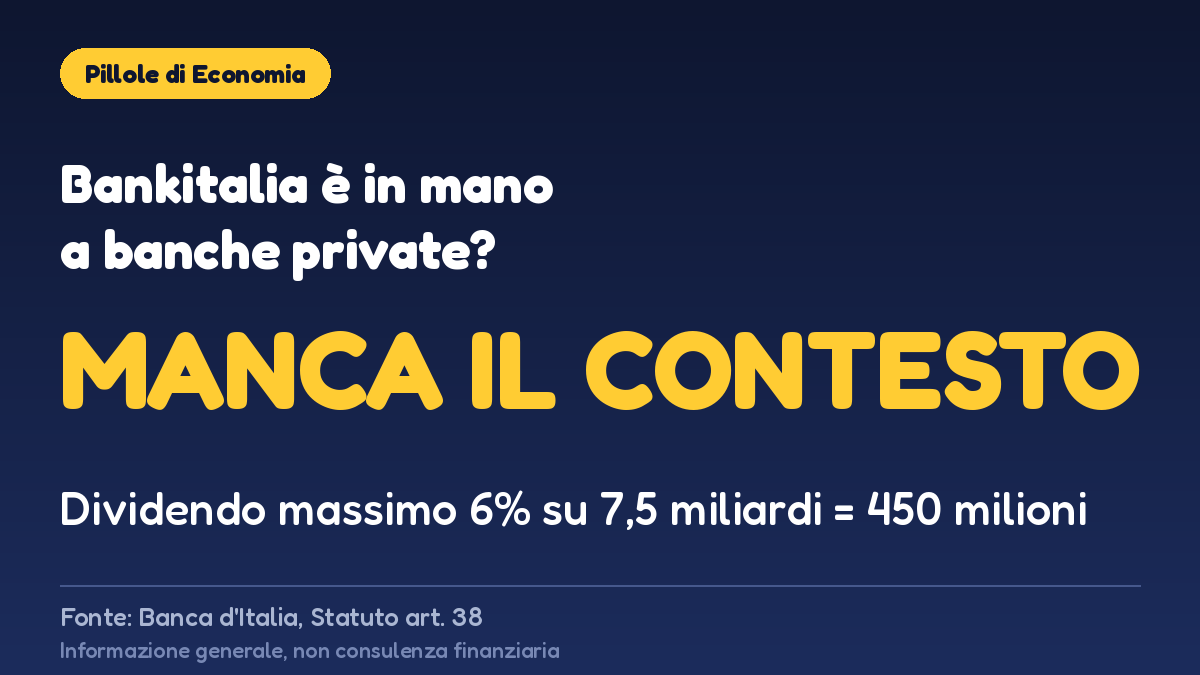 Pillole di Economia
Bankitalia è in mano
a banche private?
MANCA IL CONTESTO
Dividendo massimo 6% su 7,5 miliardi = 450 milioni
Fonte: Banca d'Italia, Statuto art. 38
Informazione generale, non consulenza finanziaria